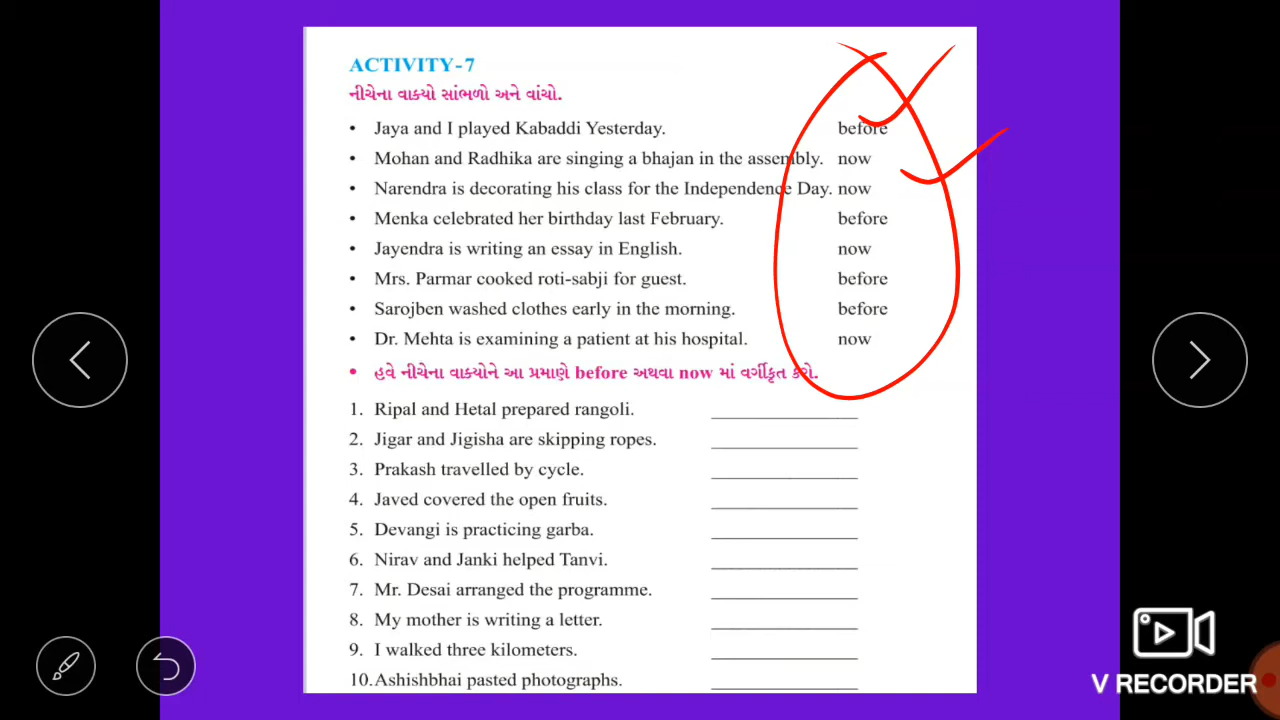 ACTIVITY-7
નીચેના વાક્યો સાંભળો અને વાંચો.
• Jaya and I played Kabaddi Yesterday. before
• Mohan and Radhika are singing a bhajan in the assembly. now
• Narendra is decorating his class for the Independence Day. now
• Menka celebrated her birthday last February. before
• Jayendra is writing an essay in English. now
• Mrs. Parmar cooked roti-sabji for guest. before
• Sarojben washed clothes early in the morning. before
• Dr. Mehta is examining a patient at his hospital. now
• હવે નીચેના વાક્યોને આ પ્રમાણે before અથવા now માં વર્ગીકૃત કરો.
1. Ripal and Hetal prepared rangoli.
2. Jigar and Jigisha are skipping ropes.
3. Prakash travelled by cycle.
4. Javed covered the open fruits.
5. Devangi is practicing garba.
6. Nirav and Janki helped Tanvi.
7. Mr. Desai arranged the programme.
8. My mother is writing a letter.
9. I walked three kilometers.
10. Ashishbhai pasted photographs.
V RECORDER